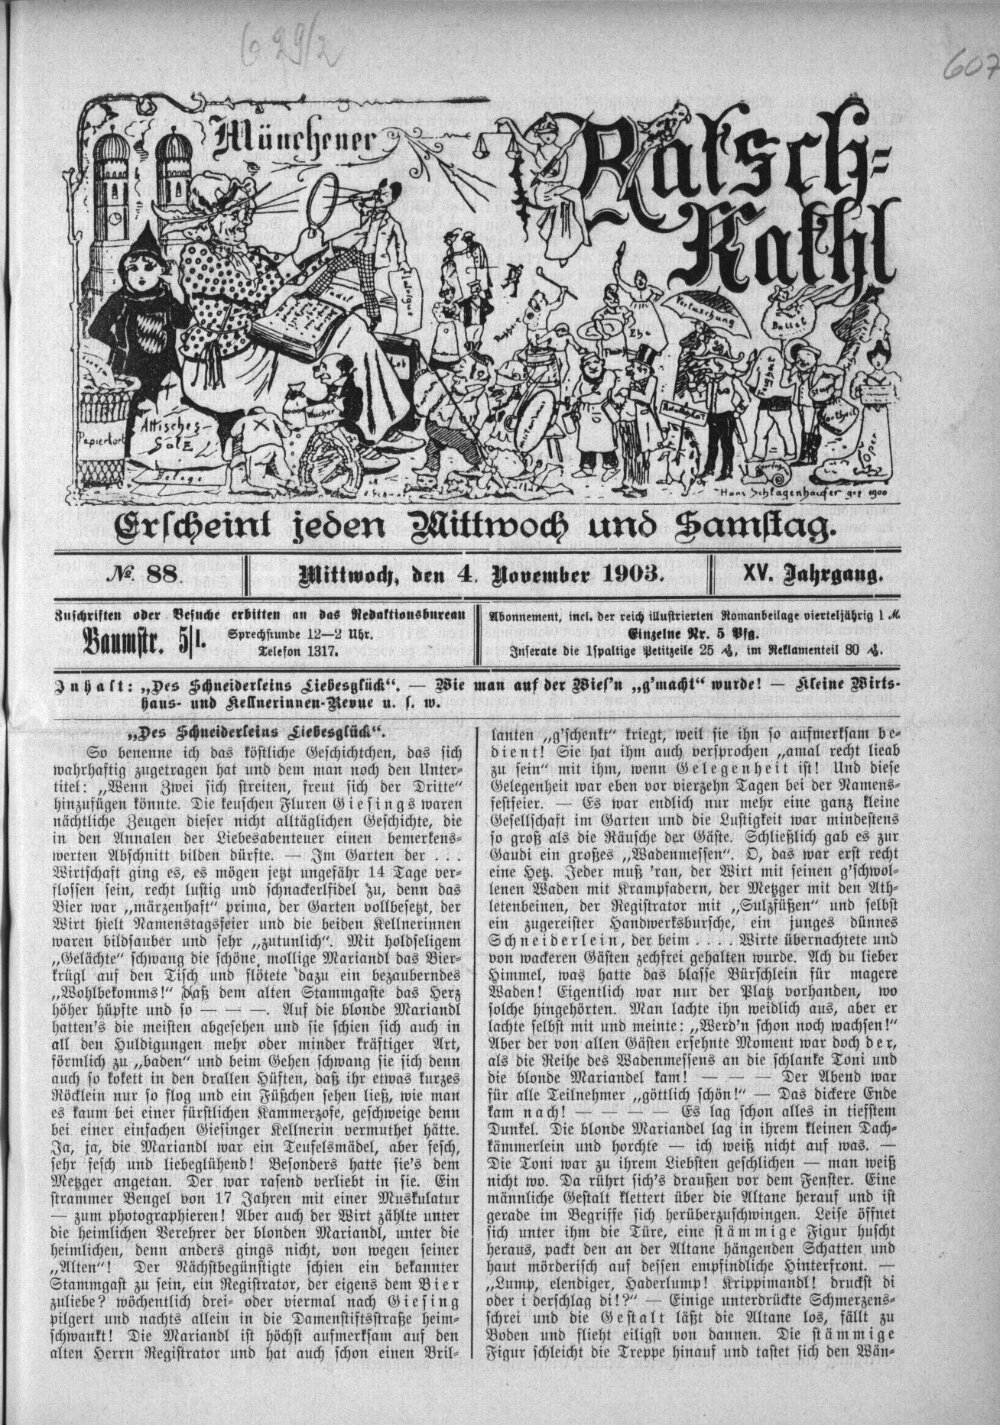 6 29/2
607
Münchener
Ratsch-
Kathl
Vertuschung
Ballet
Ehe
Wucher
Papierkorb
Attisches-
Salz
Hans Schlagenhaufer gez 1900
Erscheint jeden Mittwoch und Samstag.
№. 88.
Mittwoch, den 4. November 1903.
XV. Jahrgang.
Zuschriften oder Besuche erbitten an das Redaktionsbureau
Baumstr. 5/I. Sprechstunde 12—2 Uhr.
Telefon 1317.
Abonnement, incl. der reich illustrierten Romanbeilage vierteljährig 1 ℳ.
Einzelne Nr. 5 Pfg.
Inserate die 1spaltige Petitzeile 25 ₰, im Reklamenteil 80 ₰.
Inhalt: „Des Schneiderleins Liebesglück“. — Wie man auf der Wies'n „g'macht“ wurde! — Kleine Wirts-
haus- und Kellnerinnen-Revue u. s. w.
„Des Schneiderleins Liebesglück“.
So benenne ich das köstliche Geschichtchen, das sich
wahrhaftig zugetragen hat und dem man noch den Unter-
titel: „Wenn Zwei sich streiten, freut sich der Dritte“
hinzufügen könnte. Die keuschen Fluren Giesings waren
nächtliche Zeugen dieser nicht alltäglichen Geschichte, die
in den Annalen der Liebesabenteuer einen bemerkens-
werten Abschnitt bilden dürfte. — Im Garten der . . .
Wirtschaft ging es, es mögen jetzt ungefähr 14 Tage ver-
flossen sein, recht lustig und schnackerlfidel zu, denn das
Bier war „märzenhaft“ prima, der Garten vollbesetzt, der
Wirt hielt Namenstagsfeier und die beiden Kellnerinnen
waren bildsauber und sehr „zutunlich“. Mit holdseligem
„Gelächte“ schwang die schöne, mollige Mariandl das Bier-
krügl auf den Tisch und flötete dazu ein bezauberndes
„Wohlbekomms!“ daß dem alten Stammgaste das Herz
höher hüpfte und so — — —. Auf die blonde Mariandl
hatten's die meisten abgesehen und sie schien sich auch in
all den Huldigungen mehr oder minder kräftiger Art,
förmlich zu „baden“ und beim Gehen schwang sie sich denn
auch so kokett in den drallen Hüften, daß ihr etwas kurzes
Röcklein nur so flog und ein Füßchen sehen ließ, wie man
es kaum bei einer fürstlichen Kammerzofe, geschweige denn
bei einer einfachen Giesinger Kellnerin vermuthet hätte.
Ja, ja, die Mariandl war ein Teufelsmädel, aber fesch,
sehr fesch und liebeglühend! Besonders hatte sie's dem
Metzger angetan. Der war rasend verliebt in sie. Ein
strammer Bengel von 17 Jahren mit einer Muskulatur
— zum photographieren! Aber auch der Wirt zählte unter
die heimlichen Verehrer der blonden Mariandl, unter die
heimlichen, denn anders gings nicht, von wegen seiner
„Alten“! Der Nächstbegünstigte schien ein bekannter
Stammgast zu sein, ein Registrator, der eigens dem Bier
zuliebe? wöchentlich drei- oder viermal nach Giesing
pilgert und nachts allein in die Damenstiftsstraße heim-
schwankt! Die Mariandl ist höchst aufmerksam auf den
alten Herrn Registrator und hat auch schon einen Bril-
lanten „g'schenkt“ kriegt, weil sie ihn so aufmerksam be-
dient! Sie hat ihm auch versprochen „amal recht lieab
zu sein“ mit ihm, wenn Gelegenheit ist! Und diese
Gelegenheit war eben vor vierzehn Tagen bei der Namens-
festfeier. — Es war endlich nur mehr eine ganz kleine
Gesellschaft im Garten und die Lustigkeit war mindestens
so groß als die Räusche der Gäste. Schließlich gab es zur
Gaudi ein großes „Wadenmessen“. O, das war erst recht
eine Hetz. Jeder muß 'ran, der Wirt mit seinen g'schwol-
lenen Waden mit Krampfadern, der Metzger mit den Ath-
letenbeinen, der Registrator mit „Sulzfüßen“ und selbst
ein zugereister Handwerksbursche, ein junges dünnes
Schneiderlein, der beim . . . . Wirte übernachtete und
von wackeren Gästen zechfrei gehalten wurde. Ach du lieber
Himmel, was hatte das blasse Bürschlein für magere
Waden! Eigentlich war nur der Platz vorhanden, wo
solche hingehörten. Man lachte ihn weidlich aus, aber er
lachte selbst mit und meinte: „Werd'n schon noch wachsen!“
Aber der von allen Gästen ersehnte Moment war doch der,
als die Reihe des Wadenmessens an die schlanke Toni und
die blonde Mariandel kam! — — — Der Abend war
für alle Teilnehmer „göttlich schön!“ — Das dickere Ende
kam nach! — — — — Es lag schon alles in tiefstem
Dunkel. Die blonde Mariandel lag in ihrem kleinen Dach-
kämmerlein und horchte — ich weiß nicht auf was. —
Die Toni war zu ihrem Liebsten geschlichen — man weiß
nicht wo. Da rührt sich's draußen vor dem Fenster. Eine
männliche Gestalt klettert über die Altane herauf und ist
gerade im Begriffe sich herüberzuschwingen. Leise öffnet
sich unter ihm die Türe, eine stämmige Figur huscht
heraus, packt den an der Altane hängenden Schatten und
haut mörderisch auf dessen empfindliche Hinterfront. —
„Lump, elendiger, Haderlump! Krippimandl! druckst di
oder i derschlag di!?“ — Einige unterdrückte Schmerzens-
schrei und die Gestalt läßt die Altane los, fällt zu
Boden und flieht eiligst von dannen. Die stämmige
Figur schleicht die Treppe hinauf und tastet sich den Wän-